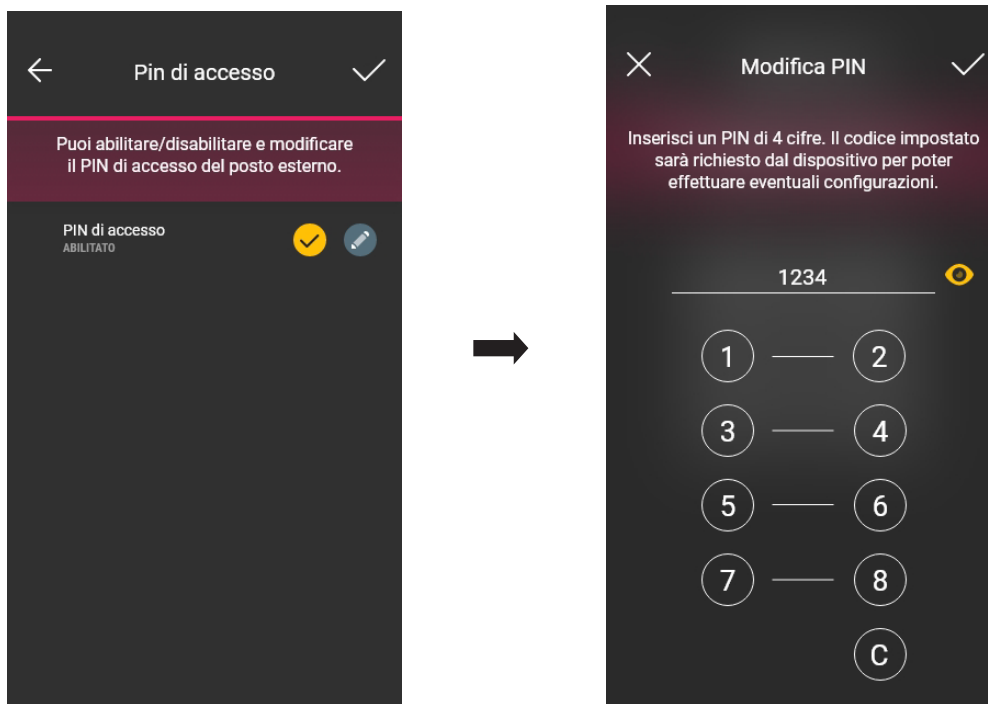 Pin di accesso
Puoi abilitare/disabilitare e modificare
il PIN di accesso del posto esterno.
PIN di accesso
ABILITATO
Modifica PIN
Inserisci un PIN di 4 cifre. Il codice impostato
sarà richiesto dal dispositivo per poter
effettuare eventuali configurazioni.
1234
1 2
3 4
5 6
7 8
C